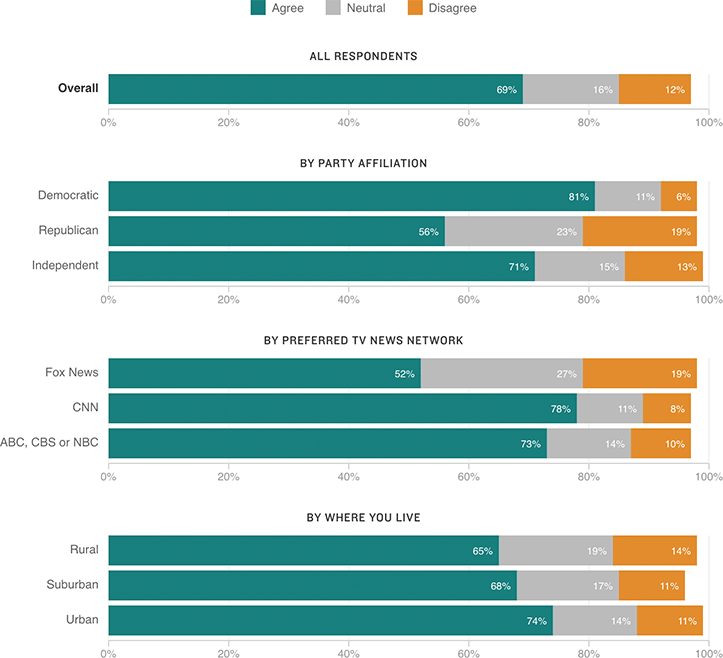 Agree Neutral Disagree
ALL RESPONDENTS
Overall 69% 16% 12%
0% 20% 40% 60% 80% 100%
BY PARTY AFFILIATION
Democratic 81% 11% 6%
Republican 56% 23% 19%
Independent 71% 15% 13%
0% 20% 40% 60% 80% 100%
BY PREFERRED TV NEWS NETWORK
Fox News 52% 27% 19%
CNN 78% 11% 8%
ABC, CBS or NBC 73% 14% 10%
0% 20% 40% 60% 80% 100%
BY WHERE YOU LIVE
Rural 65% 19% 14%
Suburban 68% 17% 11%
Urban 74% 14% 11%
0% 20% 40% 60% 80% 100%